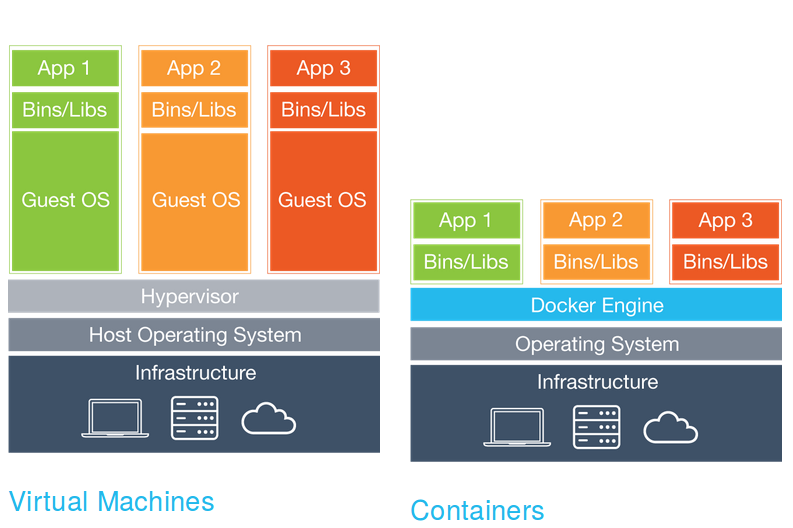 App 1
App 2
App 3
Bins/Libs
Bins/Libs
Bins/Libs
Guest OS
Guest OS
Guest OS
Hypervisor
Host Operating System
Infrastructure
Virtual Machines
App 1
App 2
App 3
Bins/Libs
Bins/Libs
Bins/Libs
Docker Engine
Operating System
Infrastructure
Containers